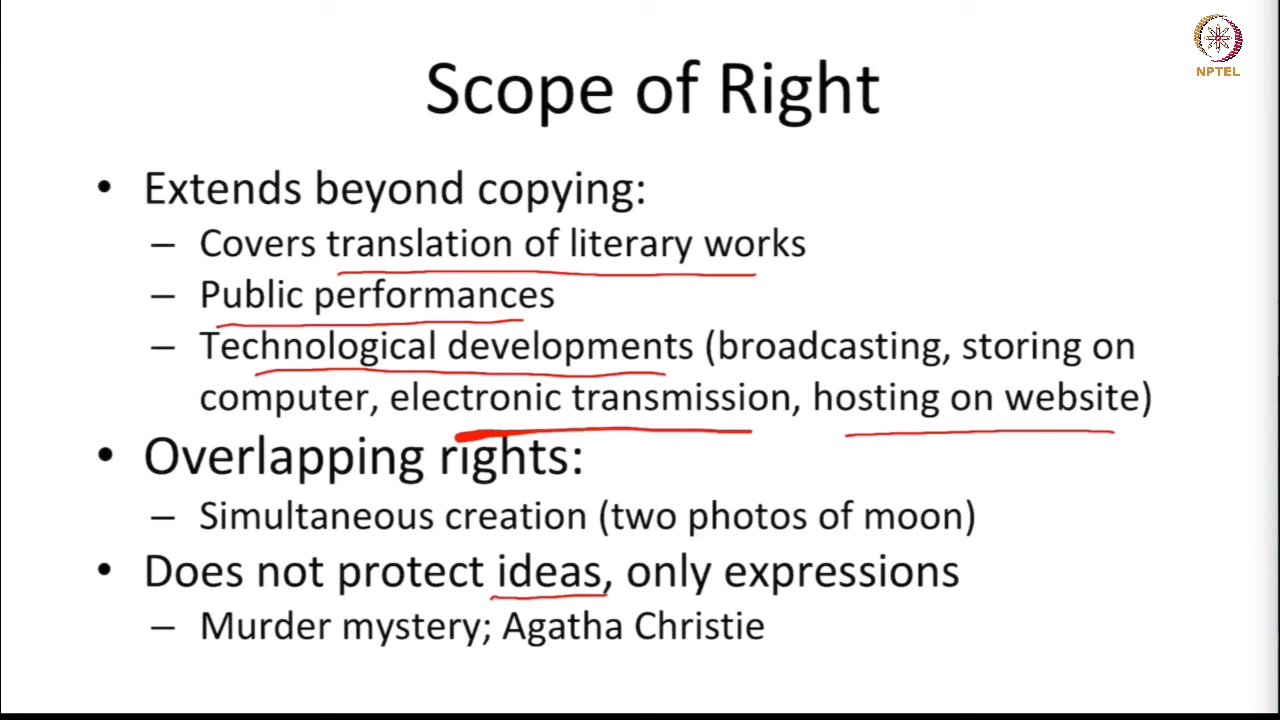 NPTEL
Scope of Right
• Extends beyond copying:
– Covers translation of literary works
– Public performances
– Technological developments (broadcasting, storing on
computer, electronic transmission, hosting on website)
• Overlapping rights:
– Simultaneous creation (two photos of moon)
• Does not protect ideas, only expressions
– Murder mystery; Agatha Christie